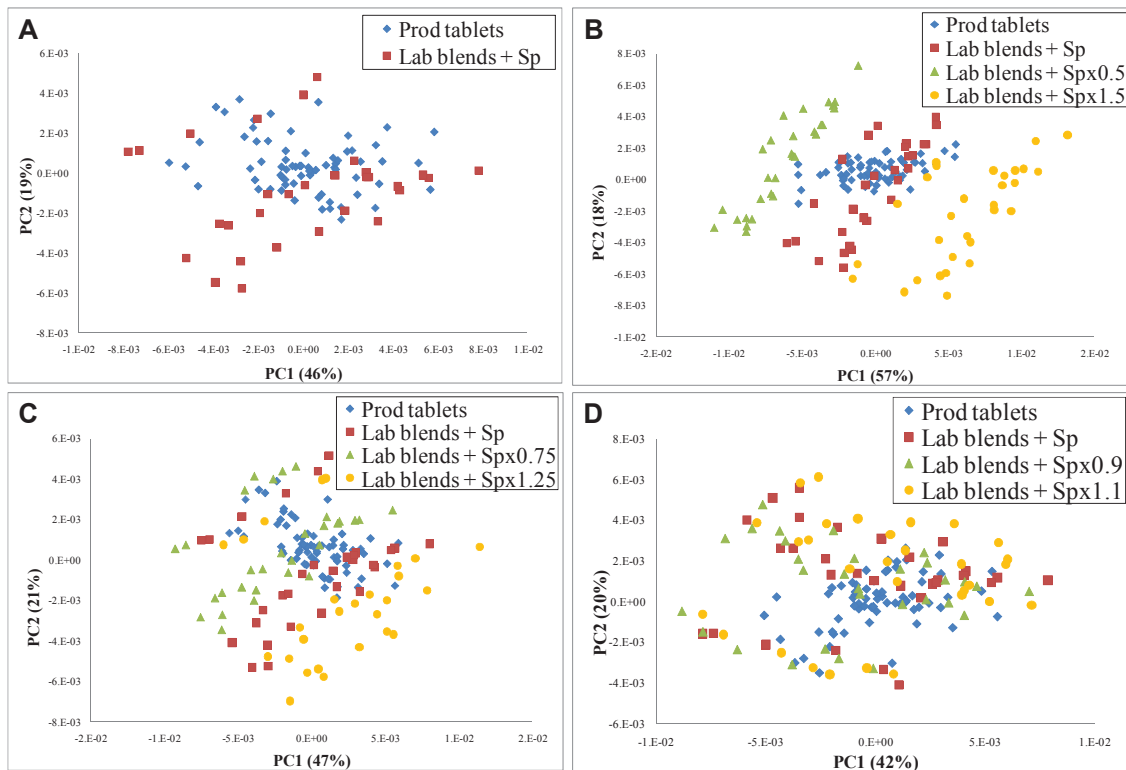 A
Prod tablets
Lab blends + Sp
6.E-03
4.E-03
2.E-03
0.E+00
-2.E-03
-4.E-03
-6.E-03
-8.E-03
PC2 (19%)
-1.E-02 -8.E-03 -6.E-03 -4.E-03 -2.E-03 0.E+00 2.E-03 4.E-03 6.E-03 8.E-03 1.E-02
PC1 (46%)
B
Prod tablets
Lab blends + Sp
Lab blends + Spx0.5
Lab blends + Spx1.5
8.E-03
6.E-03
4.E-03
2.E-03
0.E+00
-2.E-03
-4.E-03
-6.E-03
-8.E-03
-1.E-02
PC2 (18%)
-2.E-02 -1.E-02 -5.E-03 0.E+00 5.E-03 1.E-02 2.E-02
PC1 (57%)
C
Prod tablets
Lab blends + Sp
Lab blends + Spx0.75
Lab blends + Spx1.25
6.E-03
4.E-03
2.E-03
0.E+00
-2.E-03
-4.E-03
-6.E-03
-8.E-03
PC2 (21%)
-2.E-02 -1.E-02 -5.E-03 0.E+00 5.E-03 1.E-02 2.E-02
PC1 (47%)
D
Prod tablets
Lab blends + Sp
Lab blends + Spx0.9
Lab blends + Spx1.1
8.E-03
6.E-03
4.E-03
2.E-03
0.E+00
-2.E-03
-4.E-03
-6.E-03
PC2 (20%)
-1.E-02 -5.E-03 0.E+00 5.E-03 1.E-02
PC1 (42%)